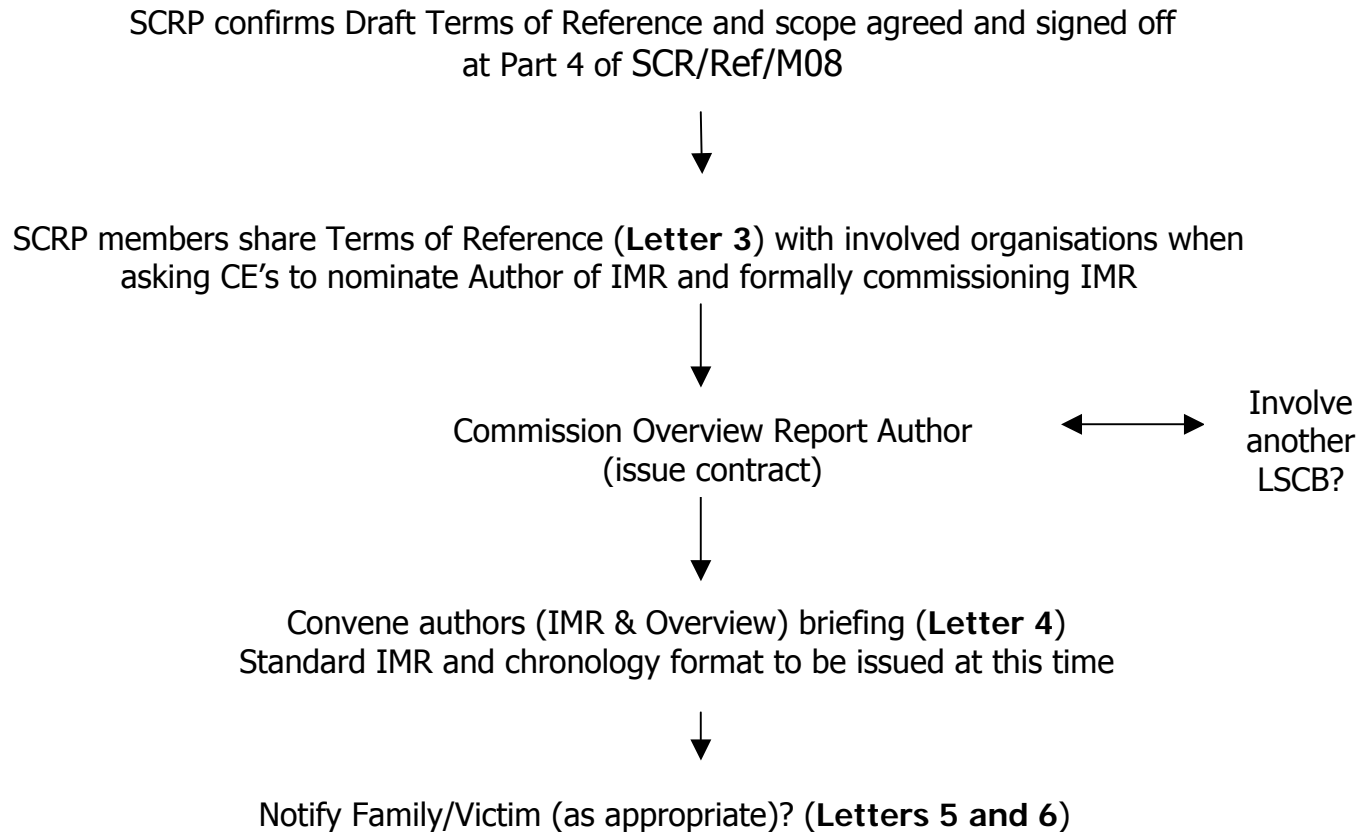 SCRP confirms Draft Terms of Reference and scope agreed and signed off
at Part 4 of SCR/Ref/M08
SCRP members share Terms of Reference (Letter 3) with involved organisations when
asking CE's to nominate Author of IMR and formally commissioning IMR
Commission Overview Report Author
(issue contract)
Involve
another
LSCB?
Convene authors (IMR & Overview) briefing (Letter 4)
Standard IMR and chronology format to be issued at this time
Notify Family/Victim (as appropriate)? (Letters 5 and 6)